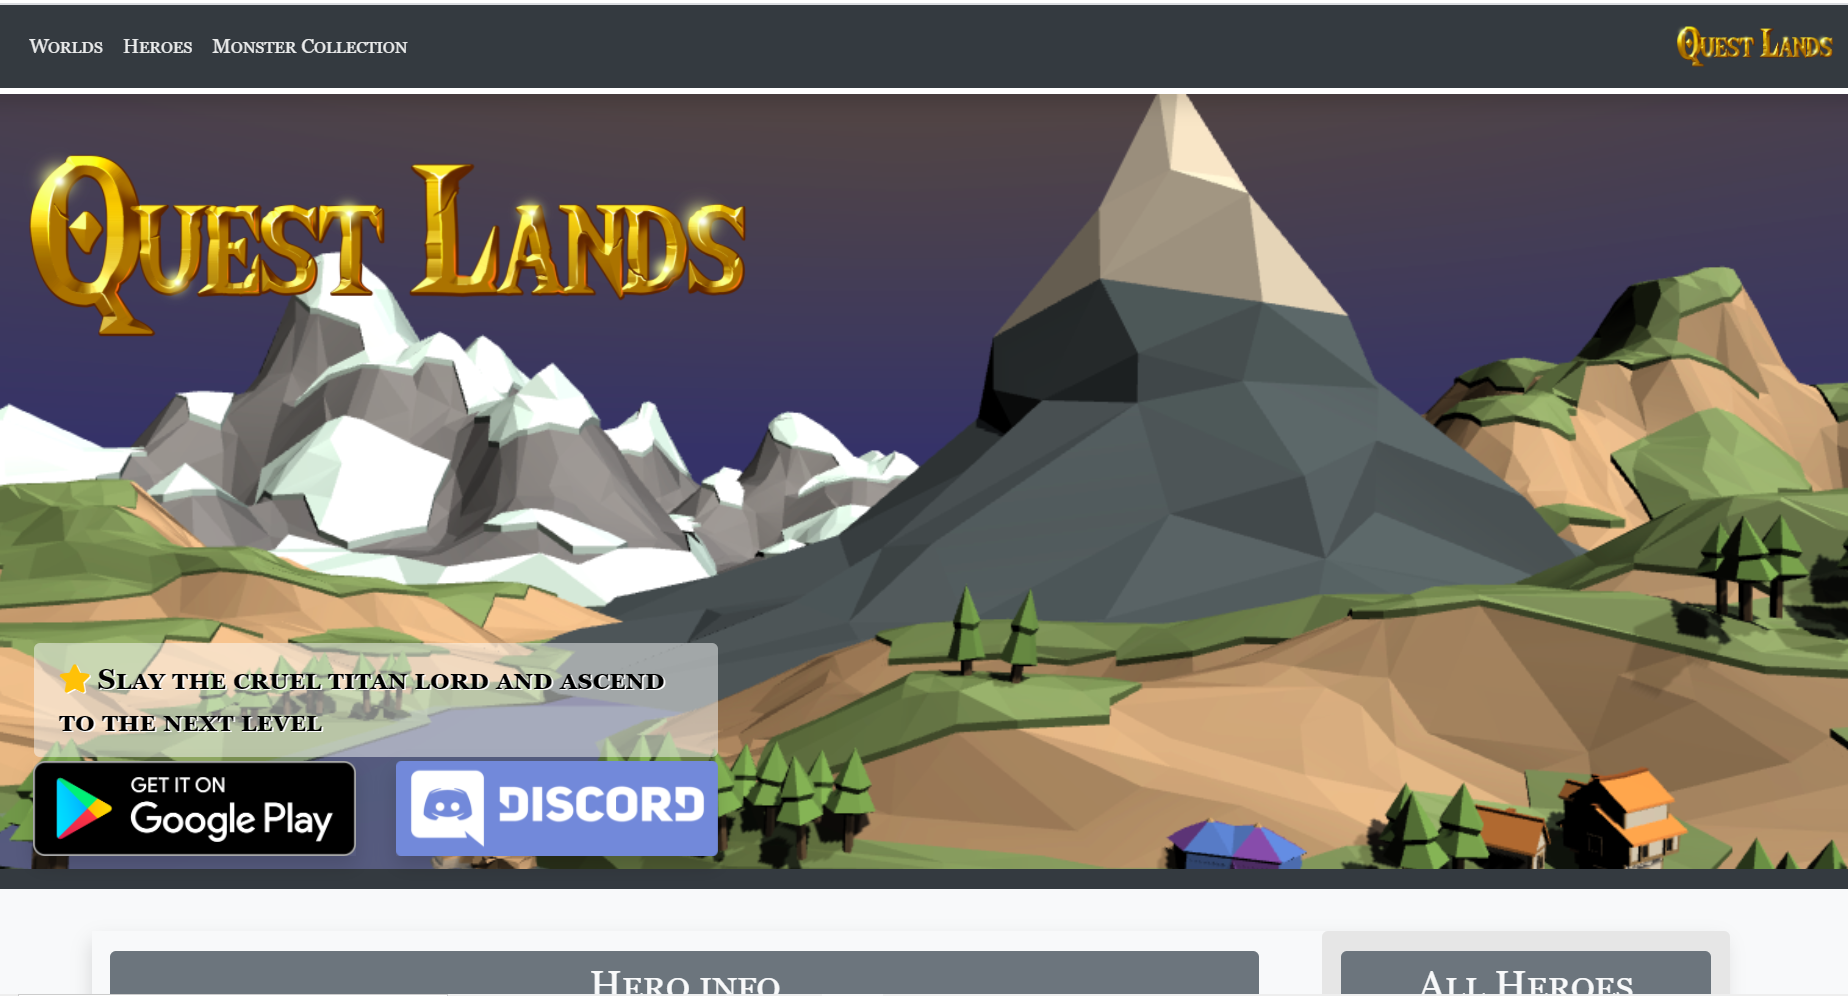 Worlds Heroes Monster Collection
Quest Lands
Quest Lands
Slay the cruel titan lord and ascend
to the next level
GET IT ON
Google Play
DISCORD
Hero info
All Heroes